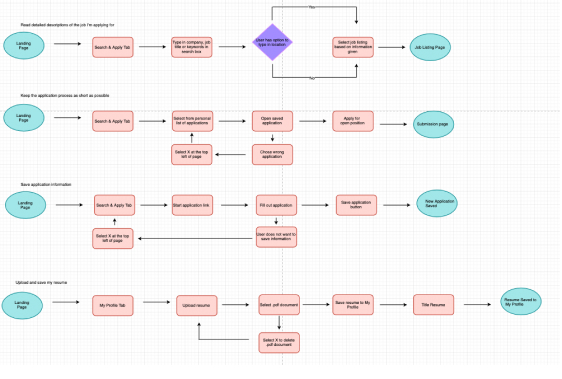 Read detailed descriptions of the job I'm applying for
Yes
Landing
Page
Search & Apply Tab
Type in company, job
title or keywords in
search box
User has option to
type in location
Select job listing
based on information
given
Job Listing Page
No
Keep the application process as short as possible
Landing
Page
Search & Apply Tab
Select from personal
list of applications
Open saved
application
Apply for
open position
Submission page
Select X at the top
left of page
Chose wrong
application
Save application information
Landing
Page
Search & Apply Tab
Start application link
Fill out application
Save application
button
New Application
Saved
Select X at the top
left of page
User does not want to
save information
Upload and save my resume
Landing
Page
My Profile Tab
Upload resume
Select .pdf document
Save resume to My
Profile
Title Resume
Resume Saved to
My Profile
Select X to delete
.pdf document